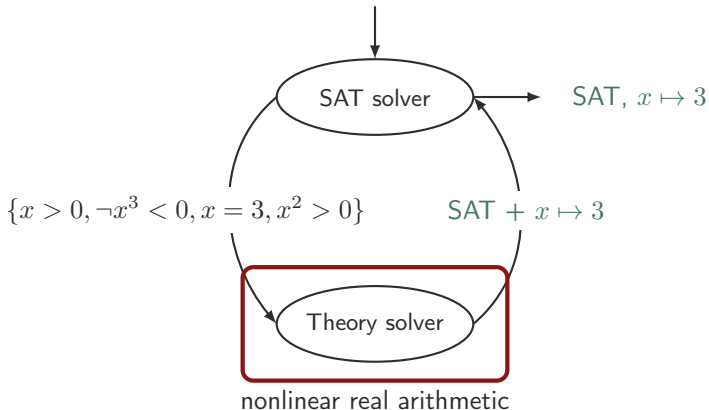 SAT solver
SAT, x ↦ 3
{x > 0, ¬x³ < 0, x = 3, x² > 0}
SAT + x ↦ 3
Theory solver
nonlinear real arithmetic